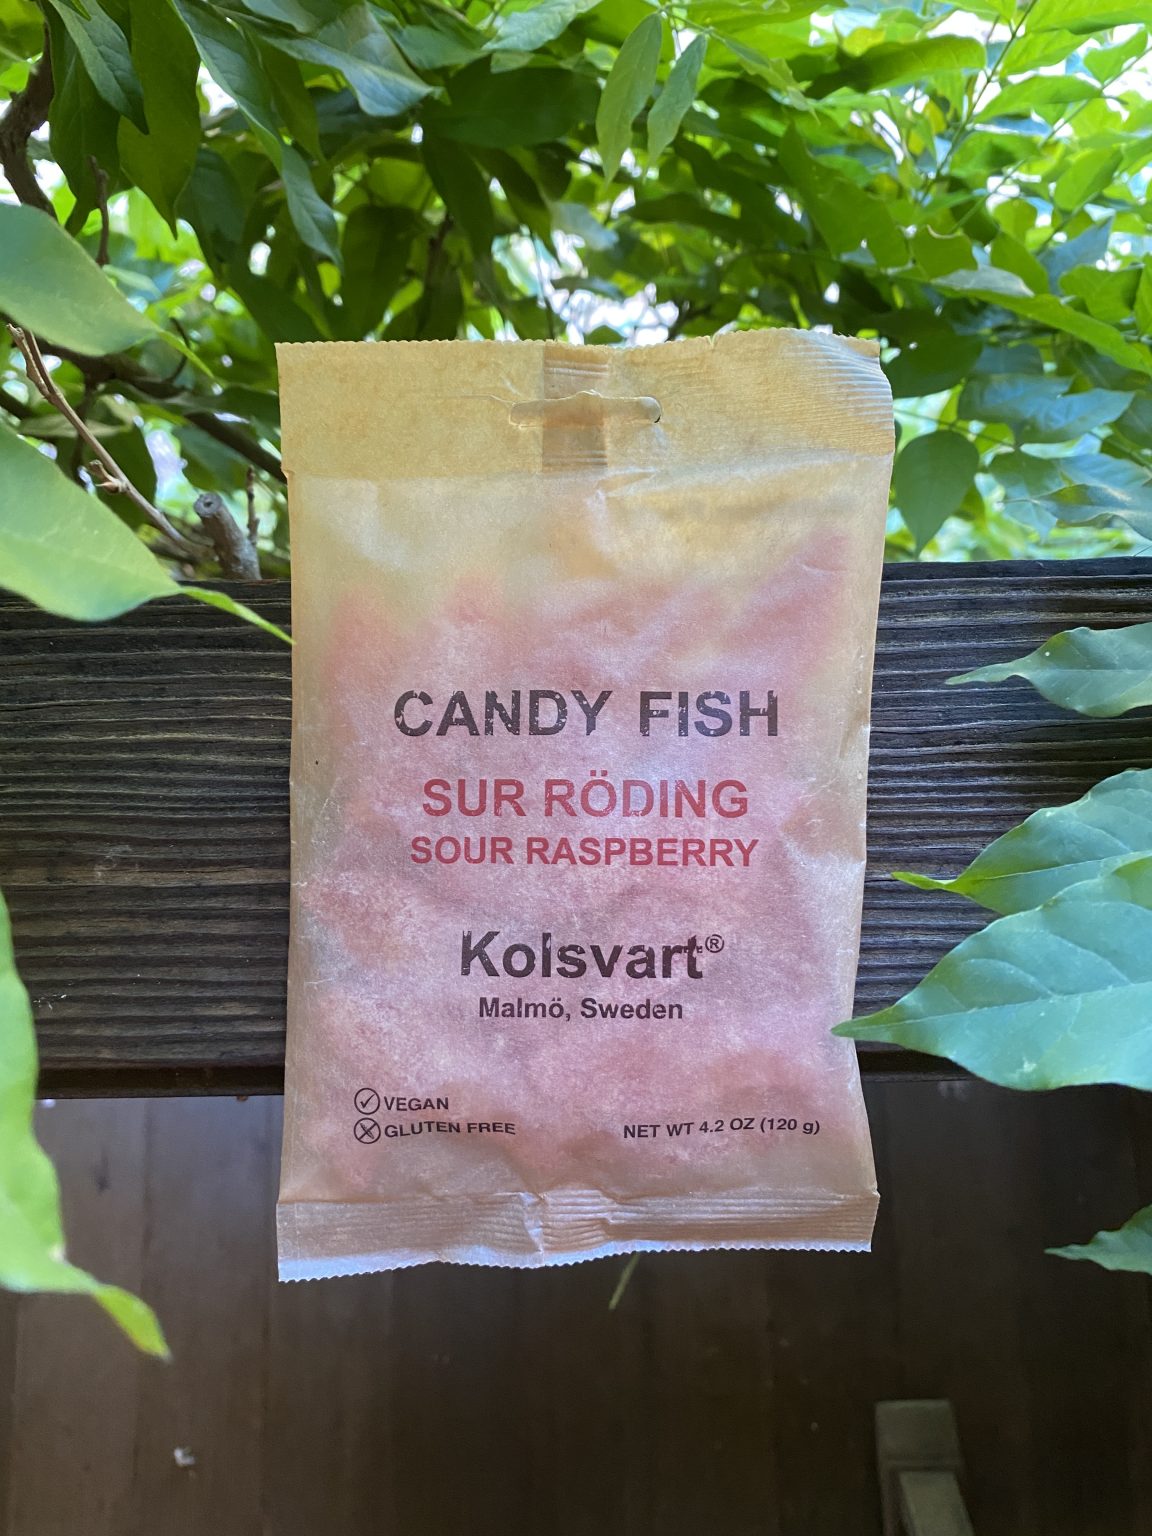 CANDY FISH
SUR RÖDING
SOUR RASPBERRY
Kolsvart®
Malmö, Sweden
VEGAN
GLUTEN FREE
NET WT 4.2 OZ (120 g)